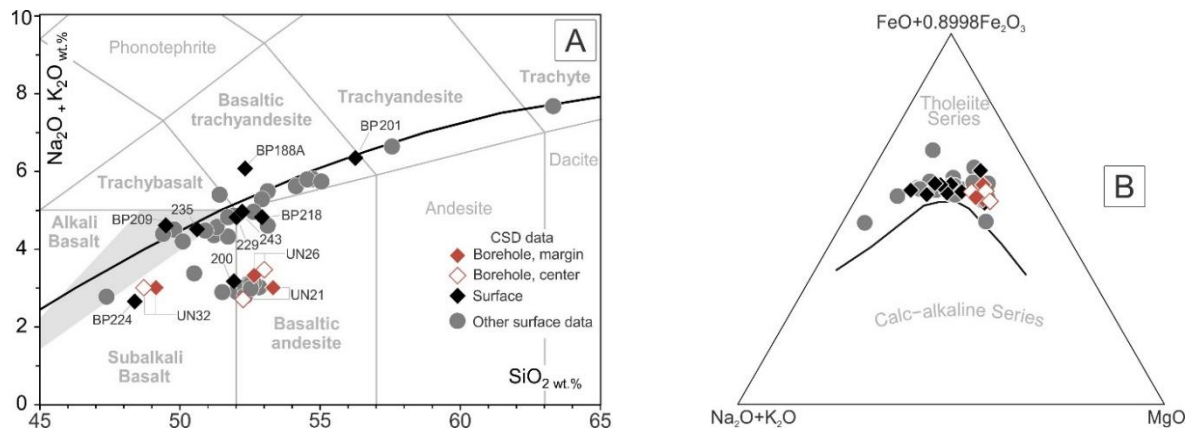 A
Na₂O + K₂O wt.%
10
8
6
4
2
0
45
50
55
60
65
SiO₂ wt.%
Phonotephrite
Basaltic
trachyandesite
Trachyandesite
Trachyte
Dacite
Trachybasalt
Alkali
Basalt
Andesite
Subalkali
Basalt
Basaltic
andesite
BP201
BP188A
BP209
235
BP218
243
229
200
UN26
UN21
UN32
BP224
CSD data
Borehole, margin
Borehole, center
Surface
Other surface data
B
FeO+0.8998Fe₂O₃
Tholeiite
Series
Calc-alkaline Series
Na₂O+K₂O
MgO